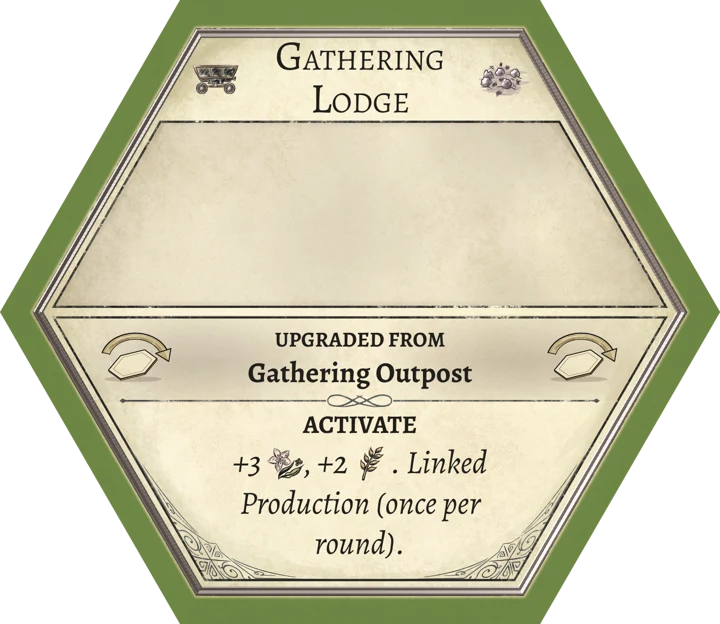 Gathering
Lodge
UPGRADED FROM
Gathering Outpost
ACTIVATE
+3 , +2 . Linked
Production (once per
round).